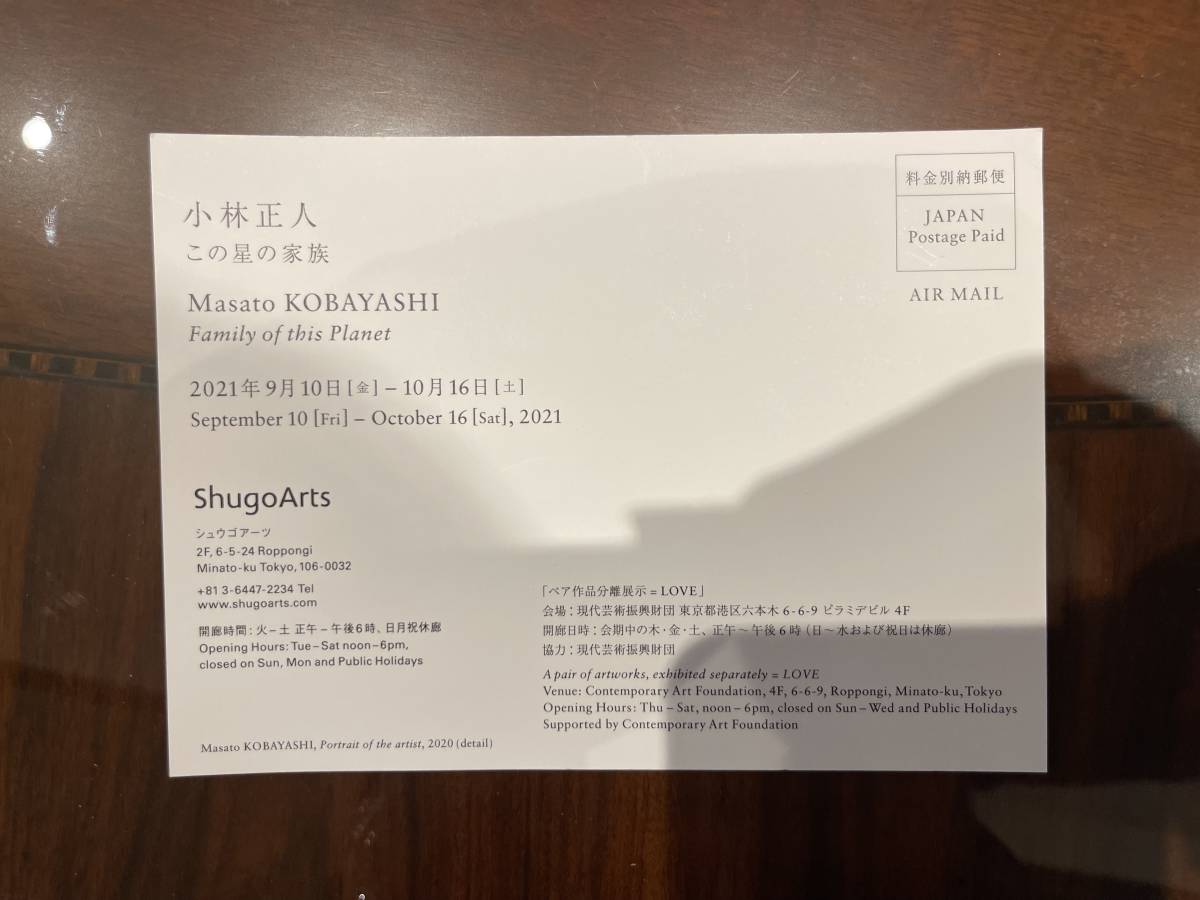 小林正人
この星の家族
Masato KOBAYASHI
Family of this Planet
2021年9月10日[金] – 10月16日[土]
September 10 [Fri] – October 16 [Sat], 2021
料金別納郵便
JAPAN
Postage Paid
AIR MAIL
ShugoArts
シュウゴアーツ
2F, 6-5-24 Roppongi
Minato-ku Tokyo, 106-0032
+81 3-6447-2234 Tel
www.shugoarts.com
開廊時間：火–土 正午–午後6時、日月祝休廊
Opening Hours: Tue – Sat noon – 6pm,
closed on Sun, Mon and Public Holidays
「ペア作品分離展示 = LOVE」
会場：現代芸術振興財団 東京都港区六本木 6-6-9 ピラミデビル 4F
開廊日時：会期中の木・金・土、正午〜午後6時（日〜水および祝日は休廊）
協力：現代芸術振興財団
A pair of artworks, exhibited separately = LOVE
Venue: Contemporary Art Foundation, 4F, 6-6-9, Roppongi, Minato-ku, Tokyo
Opening Hours: Thu – Sat, noon – 6pm, closed on Sun – Wed and Public Holidays
Supported by Contemporary Art Foundation
Masato KOBAYASHI, Portrait of the artist, 2020 (detail)